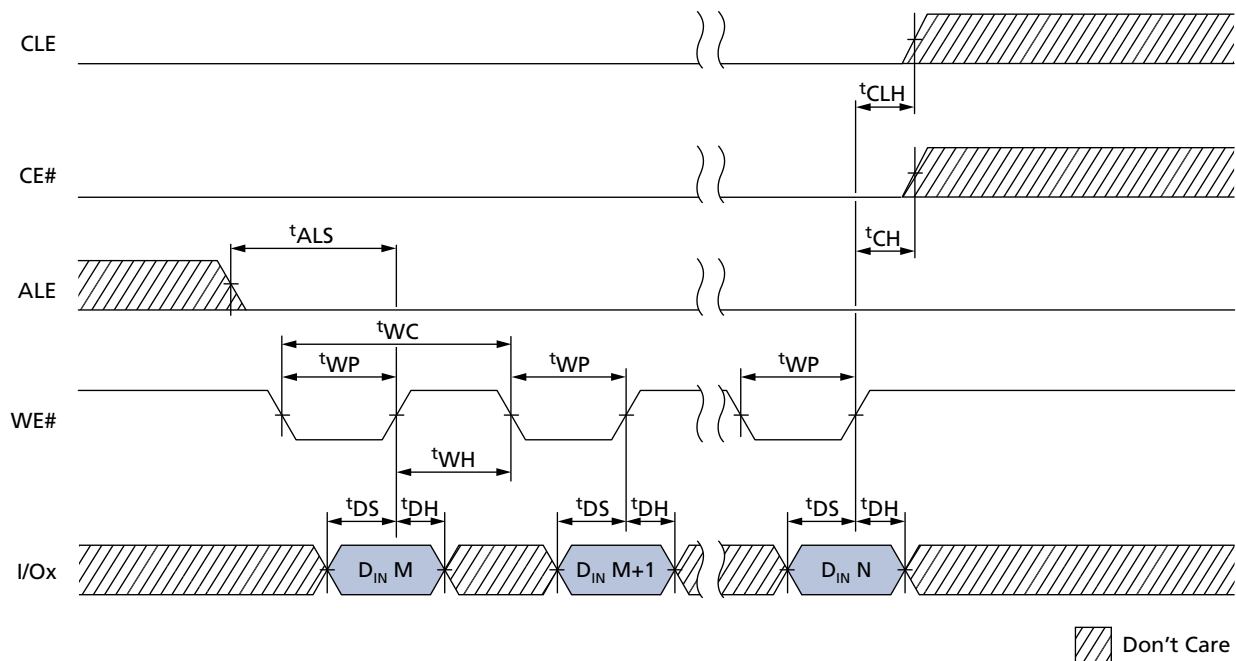 CLE
tCLH
CE#
tCH
tALS
ALE
tWC
tWP tWP tWP
WE#
tWH
tDS tDH tDS tDH tDS tDH
I/Ox
DIN M DIN M+1 DIN N
Don't Care